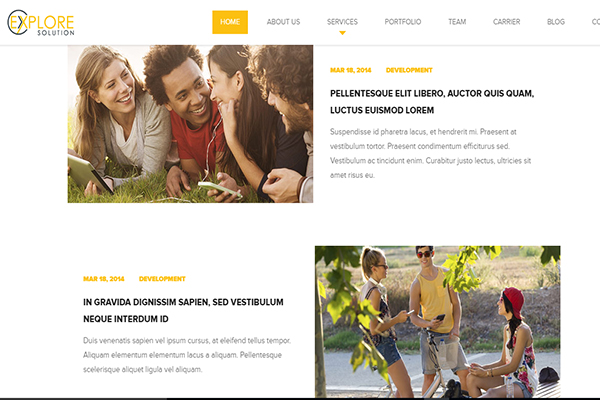 EXPLORE
SOLUTION
HOME ABOUT US SERVICES PORTFOLIO TEAM CARRIER BLOG CO
MAR 18, 2014 DEVELOPMENT
PELLENTESQUE ELIT LIBERO, AUCTOR QUIS QUAM,
LUCTUS EUISMOD LOREM
Suspendisse id pharetra lacus, et hendrerit mi. Praesent at
vestibulum tortor. Praesent condimentum efficiturus sed.
Vestibulum ac tincidunt enim. Curabitur justo lectus, ultricies sit
amet risus eu.
MAR 18, 2014 DEVELOPMENT
IN GRAVIDA DIGNISSIM SAPIEN, SED VESTIBULUM
NEQUE INTERDUM ID
Duis venenatis sapien vel ipsum cursus, at eleifend tellus tempor.
Aliquam elementum elementum lacus a aliquam. Pellentesque
scelerisque aliquet ligula vel aliquam.